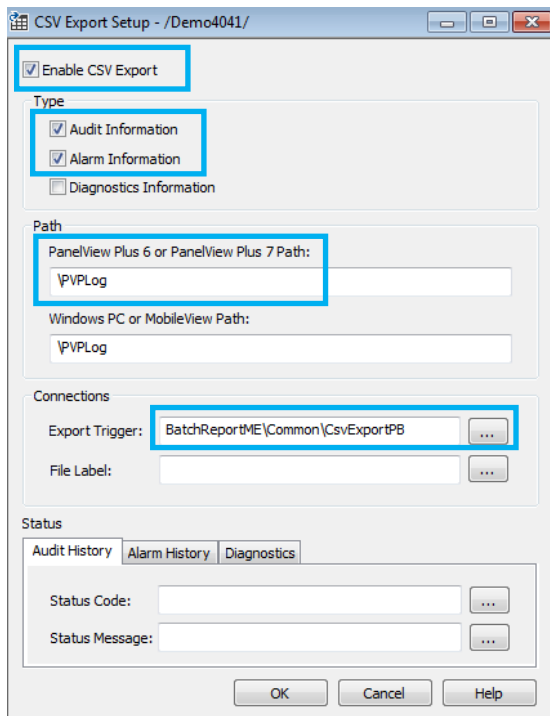 CSV Export Setup - /Demo4041/
Enable CSV Export
Type
Audit Information
Alarm Information
Diagnostics Information
Path
PanelView Plus 6 or PanelView Plus 7 Path:
\PVPLog
Windows PC or MobileView Path:
\PVPLog
Connections
Export Trigger: BatchReportME\Common\CsvExportPB ...
File Label: ...
Status
Audit History Alarm History Diagnostics
Status Code: ...
Status Message: ...
OK Cancel Help